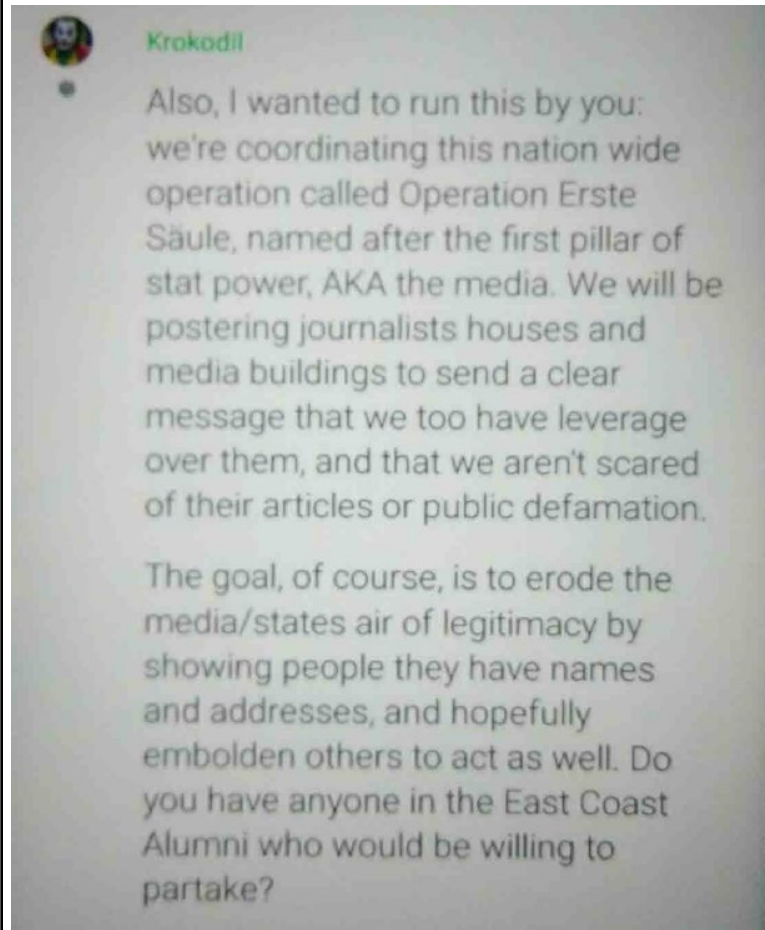 Krokodil
Also, I wanted to run this by you:
we're coordinating this nation wide
operation called Operation Erste
Säule, named after the first pillar of
stat power, AKA the media. We will be
postering journalists houses and
media buildings to send a clear
message that we too have leverage
over them, and that we aren't scared
of their articles or public defamation.
The goal, of course, is to erode the
media/states air of legitimacy by
showing people they have names
and addresses, and hopefully
embolden others to act as well. Do
you have anyone in the East Coast
Alumni who would be willing to
partake?